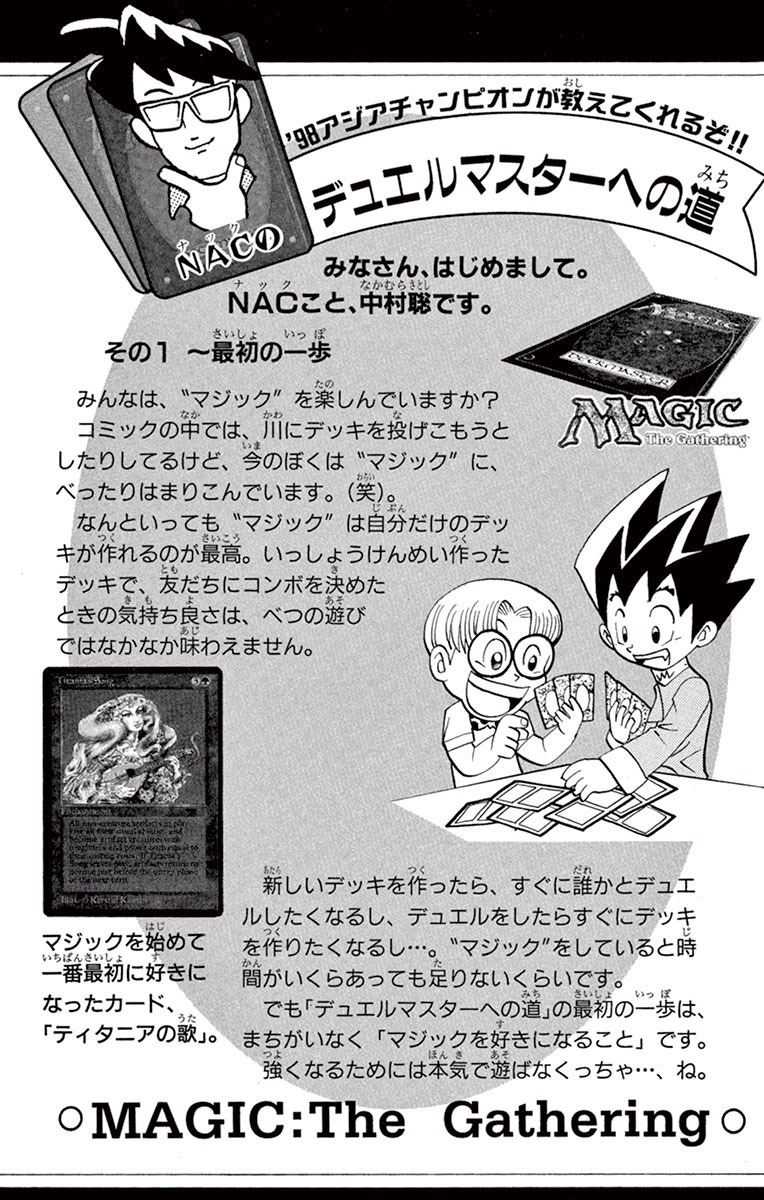 '98アジアチャンピオンが教えてくれるぞ!!
NACの
デュエルマスターへの道
みなさん、はじめまして。
NACこと、中村聡です。
その1 ～最初の一歩
DECKMASTER
MAGIC
The Gathering
みんなは、〝マジック〟を楽しんでいますか?
コミックの中では、川にデッキを投げこもうと
したりしてるけど、今のぼくは〝マジック〟に、
べったりはまりこんでいます。(笑)。
なんといっても〝マジック〟は自分だけのデッ
キが作れるのが最高。いっしょうけんめい作った
デッキで、友だちにコンボを決めた
ときの気持ち良さは、べつの遊び
ではなかなか味わえません。
Titania's Song
Enchantment
マジックを始めて
一番最初に好きに
なったカード、
「ティタニアの歌」。
新しいデッキを作ったら、すぐに誰かとデュエ
ルしたくなるし、デュエルをしたらすぐにデッキ
を作りたくなるし…。〝マジック〟をしていると時
間がいくらあっても足りないくらいです。
でも「デュエルマスターへの道」の最初の一歩は、
まちがいなく「マジックを好きになること」です。
強くなるためには本気で遊ばなくっちゃ…、ね。
MAGIC:The Gathering